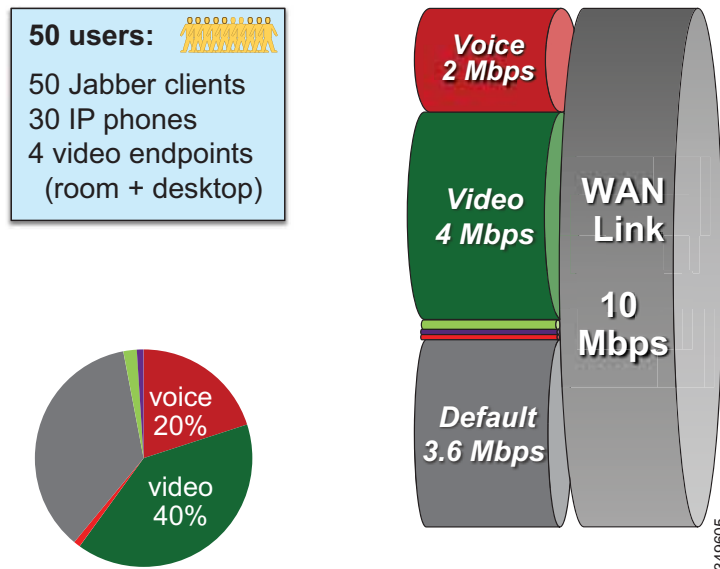 50 users:
50 Jabber clients
30 IP phones
4 video endpoints
(room + desktop)
Voice
2 Mbps
Video
4 Mbps
Default
3.6 Mbps
WAN
Link
10
Mbps
voice
20%
video
40%